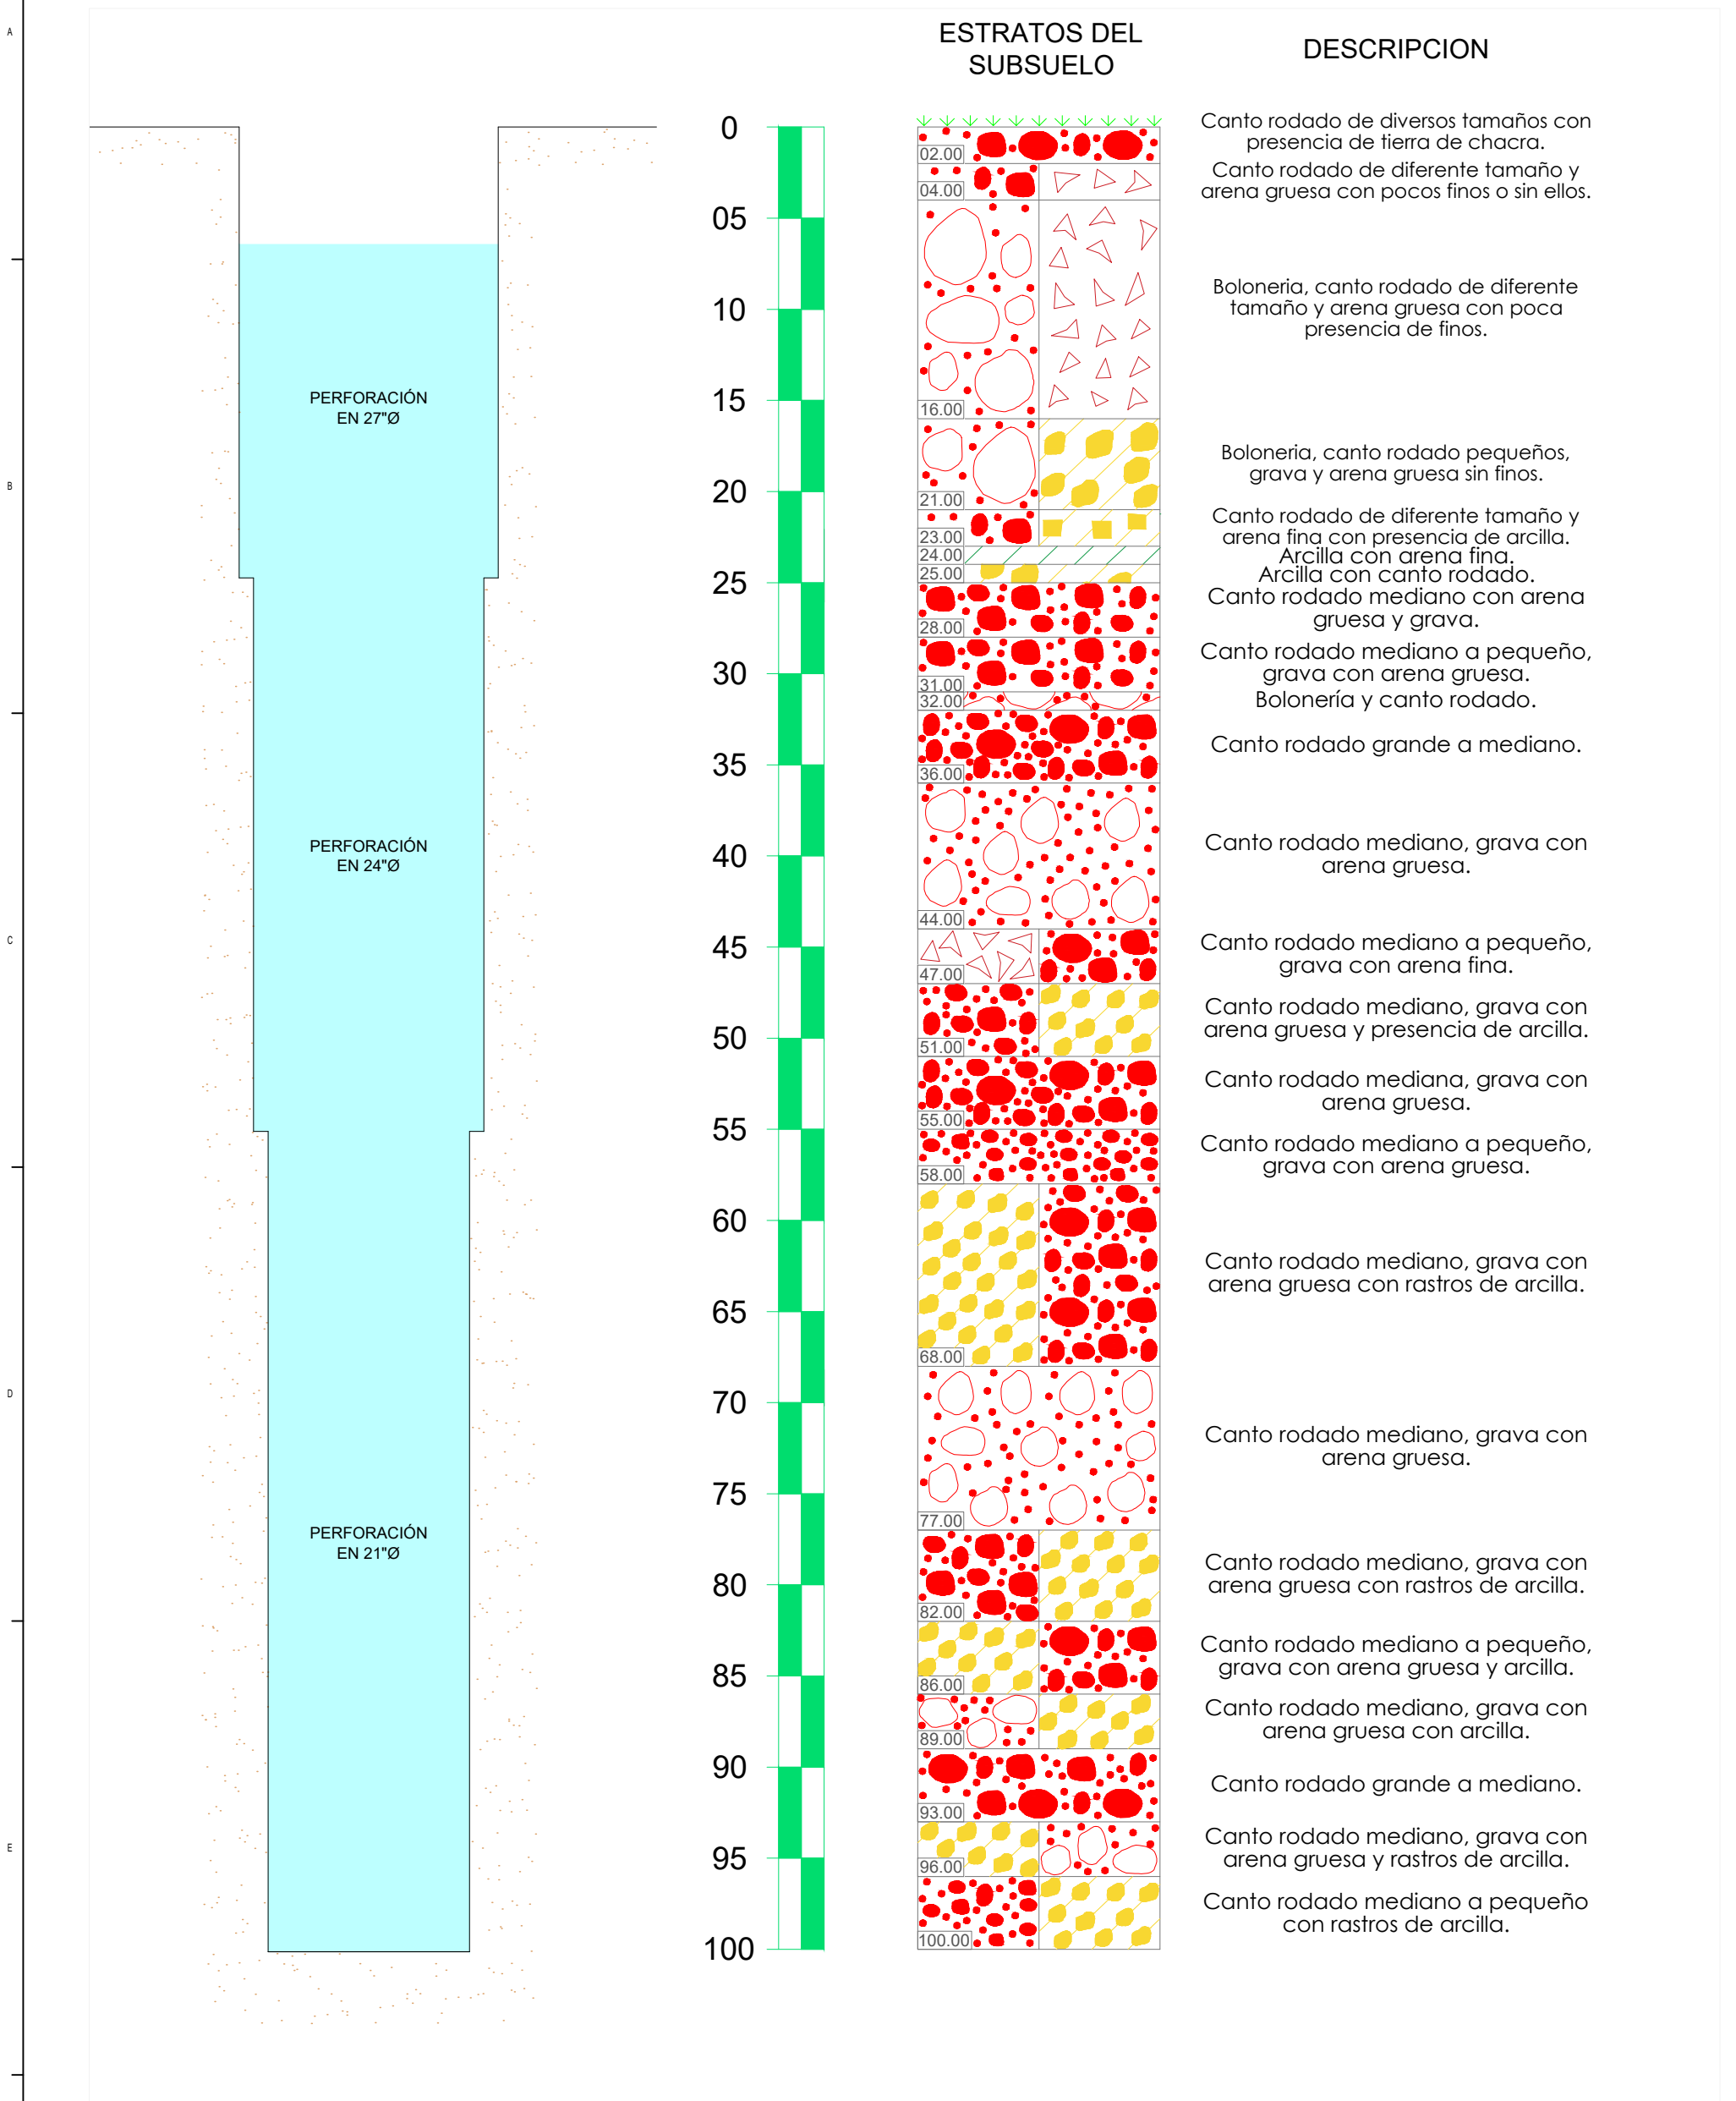 A
B
C
D
E
ESTRATOS DEL
SUBSUELO
DESCRIPCION
PERFORACIÓN
EN 27"Ø
PERFORACIÓN
EN 24"Ø
PERFORACIÓN
EN 21"Ø
0
05
10
15
20
25
30
35
40
45
50
55
60
65
70
75
80
85
90
95
100
02.00
Canto rodado de diversos tamaños con
presencia de tierra de chacra.
04.00
Canto rodado de diferente tamaño y
arena gruesa con pocos finos o sin ellos.
16.00
Boloneria, canto rodado de diferente
tamaño y arena gruesa con poca
presencia de finos.
21.00
Boloneria, canto rodado pequeños,
grava y arena gruesa sin finos.
23.00
Canto rodado de diferente tamaño y
arena fina con presencia de arcilla.
24.00
Arcilla con arena fina.
25.00
Arcilla con canto rodado.
28.00
Canto rodado mediano con arena
gruesa y grava.
31.00
Canto rodado mediano a pequeño,
grava con arena gruesa.
32.00
Bolonería y canto rodado.
36.00
Canto rodado grande a mediano.
44.00
Canto rodado mediano, grava con
arena gruesa.
47.00
Canto rodado mediano a pequeño,
grava con arena fina.
51.00
Canto rodado mediano, grava con
arena gruesa y presencia de arcilla.
55.00
Canto rodado mediana, grava con
arena gruesa.
58.00
Canto rodado mediano a pequeño,
grava con arena gruesa.
68.00
Canto rodado mediano, grava con
arena gruesa con rastros de arcilla.
77.00
Canto rodado mediano, grava con
arena gruesa.
82.00
Canto rodado mediano, grava con
arena gruesa con rastros de arcilla.
86.00
Canto rodado mediano a pequeño,
grava con arena gruesa y arcilla.
89.00
Canto rodado mediano, grava con
arena gruesa con arcilla.
93.00
Canto rodado grande a mediano.
96.00
Canto rodado mediano, grava con
arena gruesa y rastros de arcilla.
100.00
Canto rodado mediano a pequeño
con rastros de arcilla.